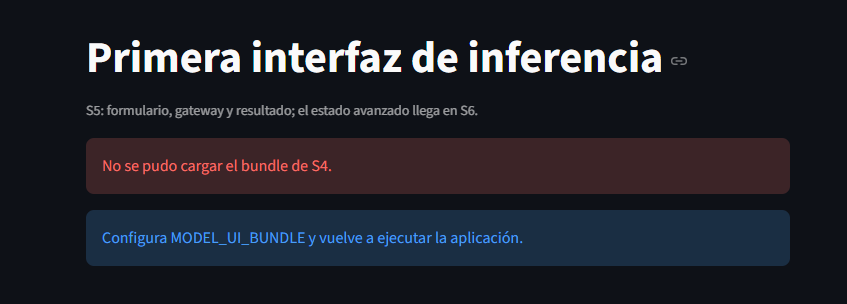 Primera interfaz de inferencia
S5: formulario, gateway y resultado; el estado avanzado llega en S6.
No se pudo cargar el bundle de S4.
Configura MODEL_UI_BUNDLE y vuelve a ejecutar la aplicación.